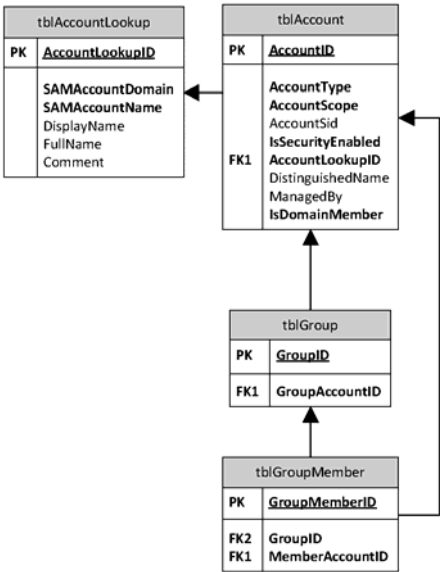 tblAccountLookup
PK AccountLookupID
SAMAccountDomain
SAMAccountName
DisplayName
FullName
Comment
tblAccount
PK AccountID
AccountType
AccountScope
AccountSid
IsSecurityEnabled
FK1 AccountLookupID
DistinguishedName
ManagedBy
IsDomainMember
tblGroup
PK GroupID
FK1 GroupAccountID
tblGroupMember
PK GroupMemberID
FK2 GroupID
FK1 MemberAccountID